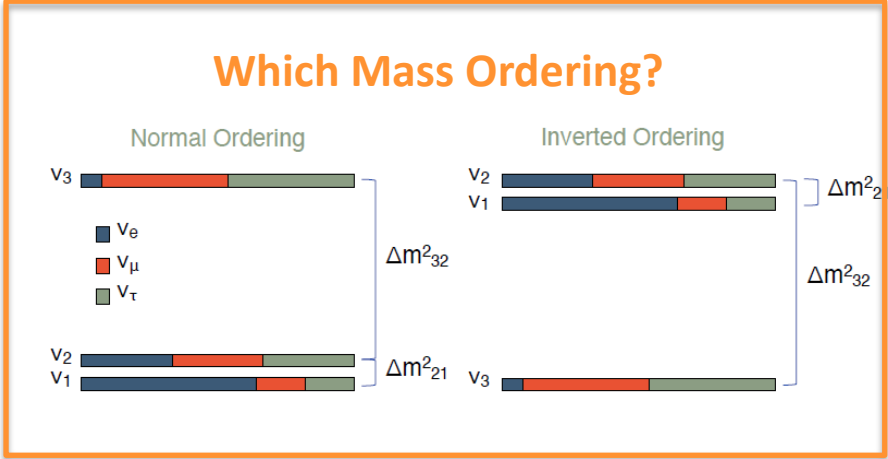 Which Mass Ordering?
Normal Ordering
ν3
νe
νμ
ντ
Δm²32
ν2
ν1
Δm²21
Inverted Ordering
ν2
ν1
Δm²2
Δm²32
ν3